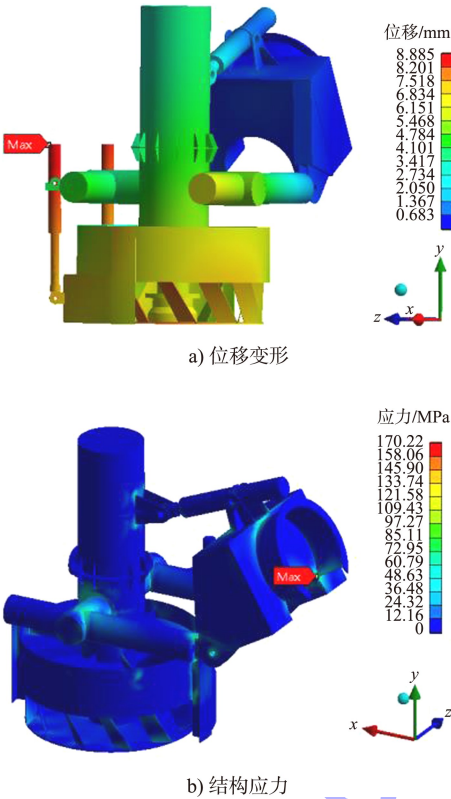 位移/mm
8.885
8.201
7.518
6.834
6.151
5.468
4.784
4.101
3.417
2.734
2.050
1.367
0.683
Max
y
z
x
a) 位移变形
应力/MPa
170.22
158.06
145.90
133.74
121.58
109.43
97.27
85.11
72.95
60.79
48.63
36.48
24.32
12.16
0
Max
y
x
z
b) 结构应力